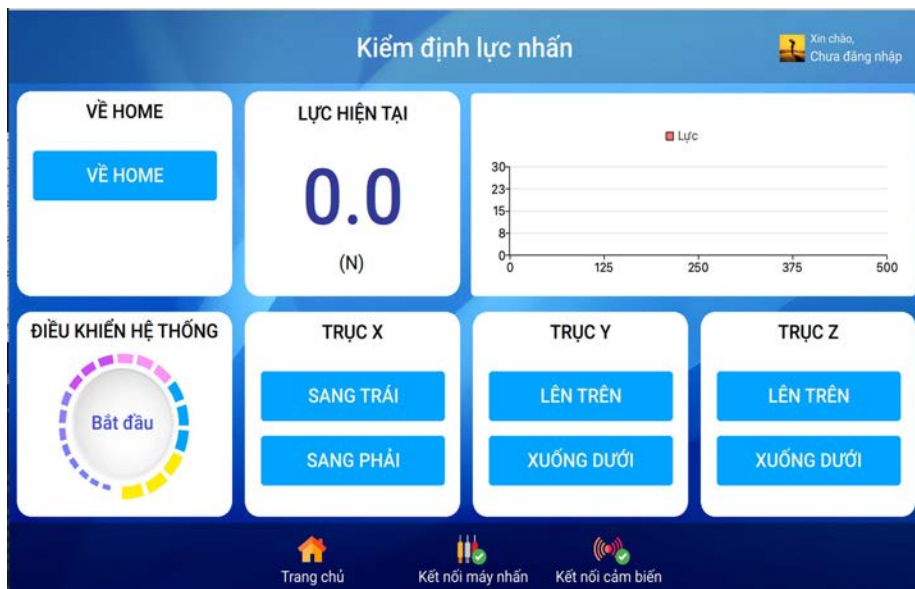 Kiểm định lực nhấn
Xin chào,
Chưa đăng nhập
VỀ HOME
VỀ HOME
LỰC HIỆN TẠI
0.0
(N)
Lực
30
23
15
8
0
0 125 250 375 500
ĐIỀU KHIỂN HỆ THỐNG
Bắt đầu
TRỤC X
SANG TRÁI
SANG PHẢI
TRỤC Y
LÊN TRÊN
XUỐNG DƯỚI
TRỤC Z
LÊN TRÊN
XUỐNG DƯỚI
Trang chủ
Kết nối máy nhấn
Kết nối cảm biến